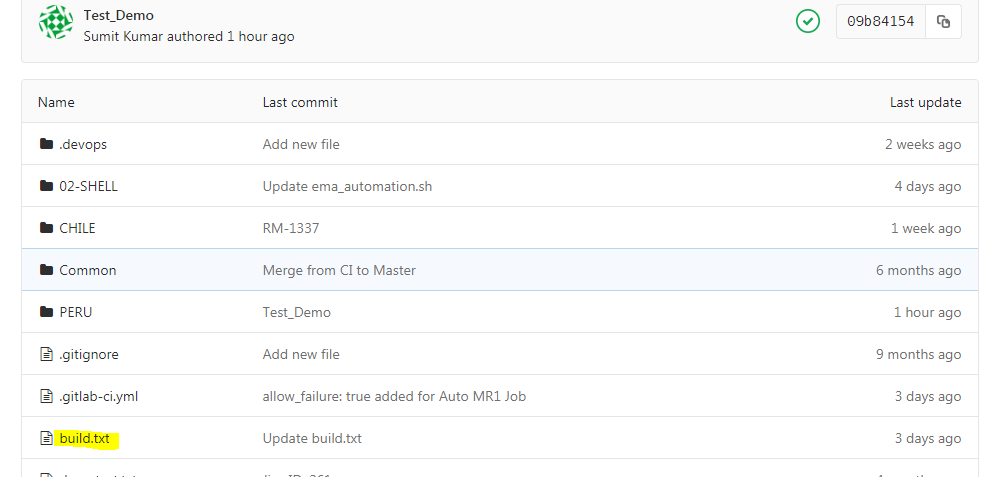 Test_Demo
Sumit Kumar authored 1 hour ago
09b84154
Name Last commit Last update
.devops Add new file 2 weeks ago
02-SHELL Update ema_automation.sh 4 days ago
CHILE RM-1337 1 week ago
Common Merge from CI to Master 6 months ago
PERU Test_Demo 1 hour ago
.gitignore Add new file 9 months ago
.gitlab-ci.yml allow_failure: true added for Auto MR1 Job 3 days ago
build.txt Update build.txt 3 days ago